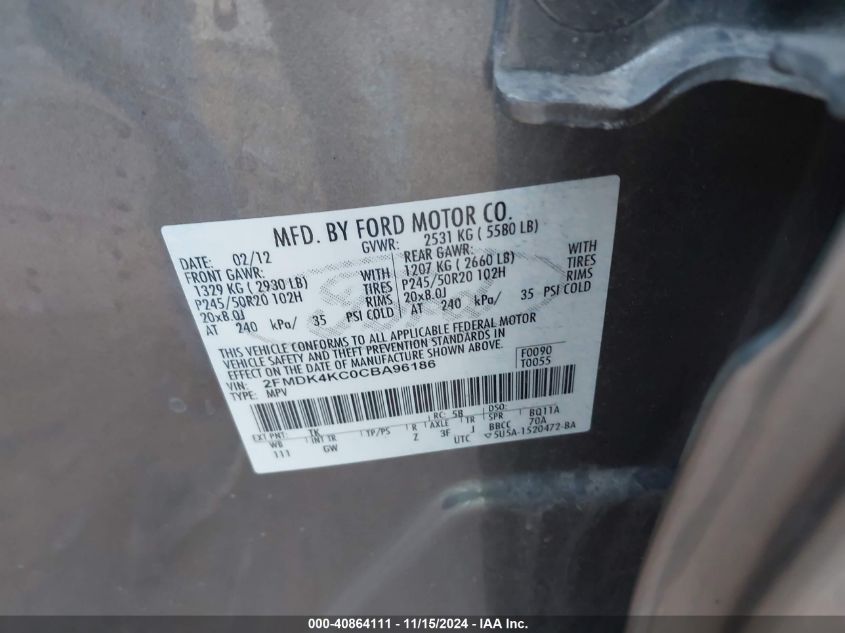 MFD. BY FORD MOTOR CO.
DATE: 02/12 GVWR: 2531 KG ( 5580 LB)
FRONT GAWR: REAR GAWR:
1329 KG ( 2930 LB) WITH 1207 KG ( 2660 LB) WITH
P245/50R20 102H TIRES P245/50R20 102H TIRES
20x8.0J RIMS 20x8.0J RIMS
AT 240 kPa/ 35 PSI COLD AT 240 kPa/ 35 PSI COLD
THIS VEHICLE CONFORMS TO ALL APPLICABLE FEDERAL MOTOR
VEHICLE SAFETY AND THEFT PREVENTION STANDARDS IN
EFFECT ON THE DATE OF MANUFACTURE SHOWN ABOVE.
VIN: 2FMDK4KC0CBA96186 F0090
TYPE: MPV T0055
EXT PNT: TK RC: 5B DSO: BQ11A
WB INT TR TP/PS R AXLE TR SPR 70A
111 GW Z 3F J BBCC
UTC 5U5A-1520472-BA
000-40864111 - 11/15/2024 - IAA Inc.